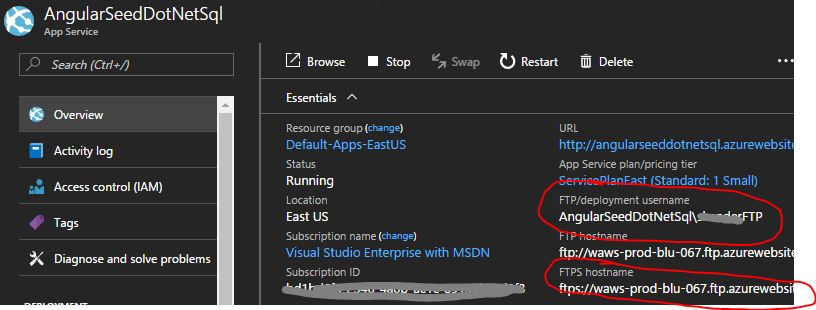 AngularSeedDotNetSql
App Service
Search (Ctrl+/)
Overview
Activity log
Access control (IAM)
Tags
Diagnose and solve problems
Browse
Stop
Swap
Restart
Delete
...
Essentials
Resource group (change)
Default-Apps-EastUS
Status
Running
Location
East US
Subscription name (change)
Visual Studio Enterprise with MSDN
Subscription ID
URL
http://angularseeddotnetsql.azurewebsite
App Service plan/pricing tier
ServicePlanEast (Standard: 1 Small)
FTP/deployment username
AngularSeedDotNetSql\
FTP hostname
ftp://waws-prod-blu-067.ftp.azurewebsite
FTPS hostname
ftps://waws-prod-blu-067.ftp.azurewebsit